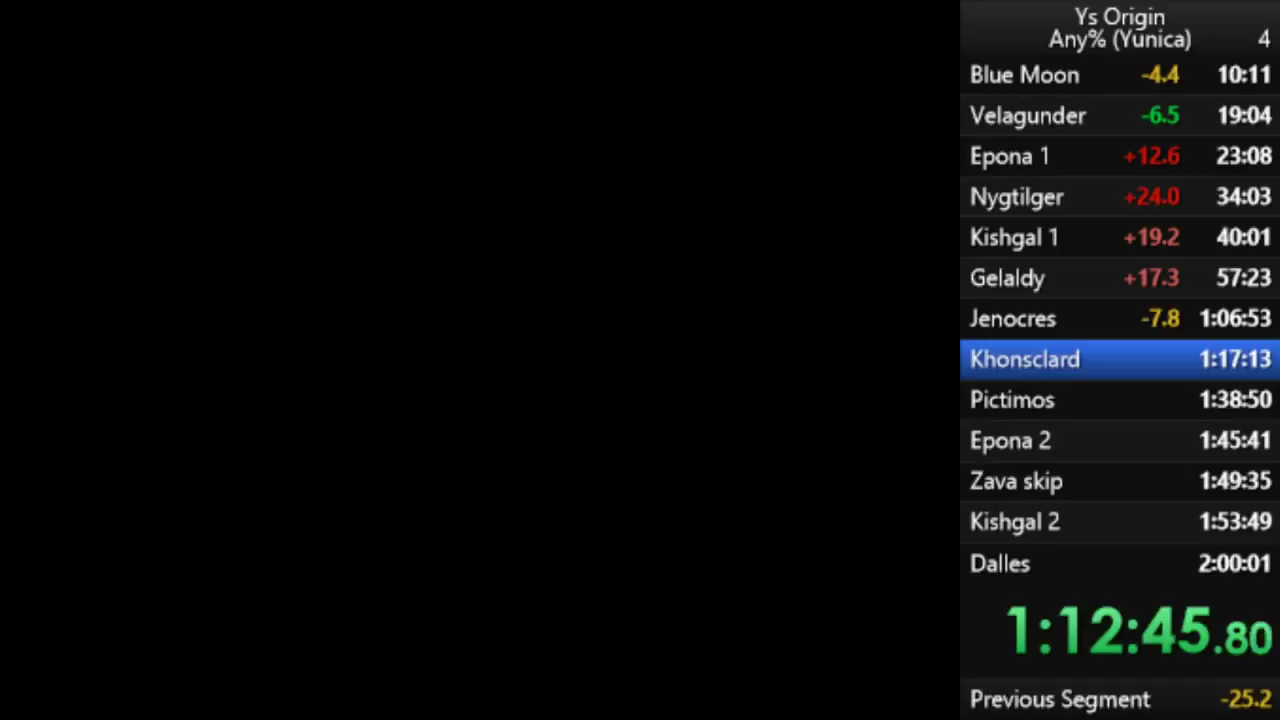 Ys Origin
Any% (Yunica) 4
Blue Moon -4.4 10:11
Velagunder -6.5 19:04
Epona 1 +12.6 23:08
Nygtilger +24.0 34:03
Kishgal 1 +19.2 40:01
Gelaldy +17.3 57:23
Jenocres -7.8 1:06:53
Khonsclard 1:17:13
Pictimos 1:38:50
Epona 2 1:45:41
Zava skip 1:49:35
Kishgal 2 1:53:49
Dalles 2:00:01
1:12:45.80
Previous Segment -25.2